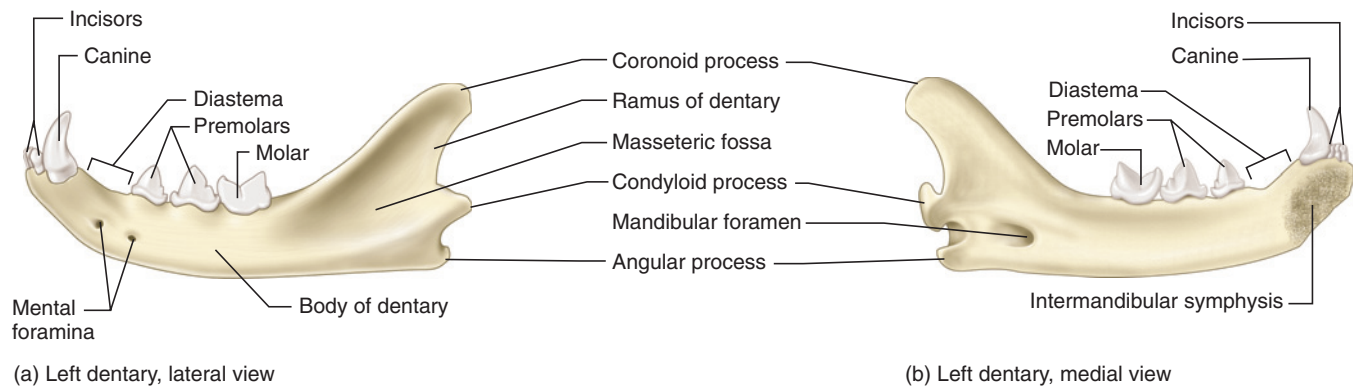 Incisors
Canine
Diastema
Premolars
Molar
Mental
foramina
Body of dentary
(a) Left dentary, lateral view
Coronoid process
Ramus of dentary
Masseteric fossa
Condyloid process
Mandibular foramen
Angular process
Incisors
Canine
Diastema
Premolars
Molar
Intermandibular symphysis
(b) Left dentary, medial view